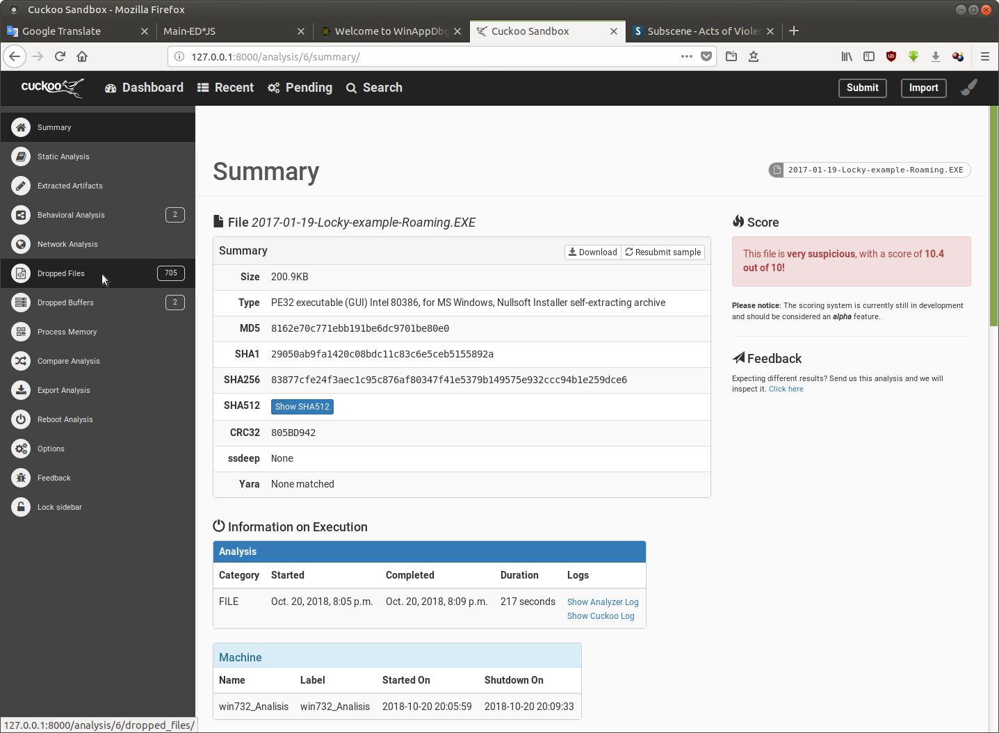 Cuckoo Sandbox - Mozilla Firefox
Google Translate
Main-ED*JS
Welcome to WinAppDbg
Cuckoo Sandbox
Subscene - Acts of Violen
127.0.0.1:8000/analysis/6/summary/
cuckoo Dashboard Recent Pending Search Submit Import
Summary
Static Analysis
Extracted Artifacts
Behavioral Analysis 2
Network Analysis
Dropped Files 705
Dropped Buffers 2
Process Memory
Compare Analysis
Export Analysis
Reboot Analysis
Options
Feedback
Lock sidebar
127.0.0.1:8000/analysis/6/dropped_files/
Summary
2017-01-19-Locky-example-Roaming.EXE
File 2017-01-19-Locky-example-Roaming.EXE
Summary Download Resubmit sample
Size 200.9KB
Type PE32 executable (GUI) Intel 80386, for MS Windows, Nullsoft Installer self-extracting archive
MD5 8162e70c771ebb191be6dc9701be80e0
SHA1 29050ab9fa1420c08bdc11c83c6e5ceb5155892a
SHA256 83877cfe24f3aec1c95c876af80347f41e5379b149575e932ccc94b1e259dce6
SHA512 Show SHA512
CRC32 805BD942
ssdeep None
Yara None matched
Score
This file is very suspicious, with a score of 10.4
out of 10!
Please notice: The scoring system is currently still in development
and should be considered an alpha feature.
Feedback
Expecting different results? Send us this analysis and we will
inspect it. Click here
Information on Execution
Analysis
Category Started Completed Duration Logs
FILE Oct. 20, 2018, 8:05 p.m. Oct. 20, 2018, 8:09 p.m. 217 seconds Show Analyzer Log
Show Cuckoo Log
Machine
Name Label Started On Shutdown On
win732_Analisis win732_Analisis 2018-10-20 20:05:59 2018-10-20 20:09:33